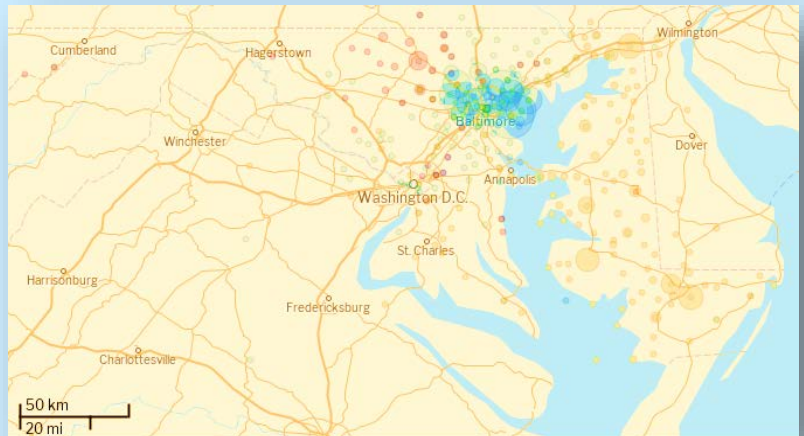 Wilmington
Cumberland
Hagerstown
Baltimore
Winchester
Dover
Annapolis
Washington D.C.
St. Charles
Harrisonburg
Fredericksburg
Charlottesville
50 km
20 mi